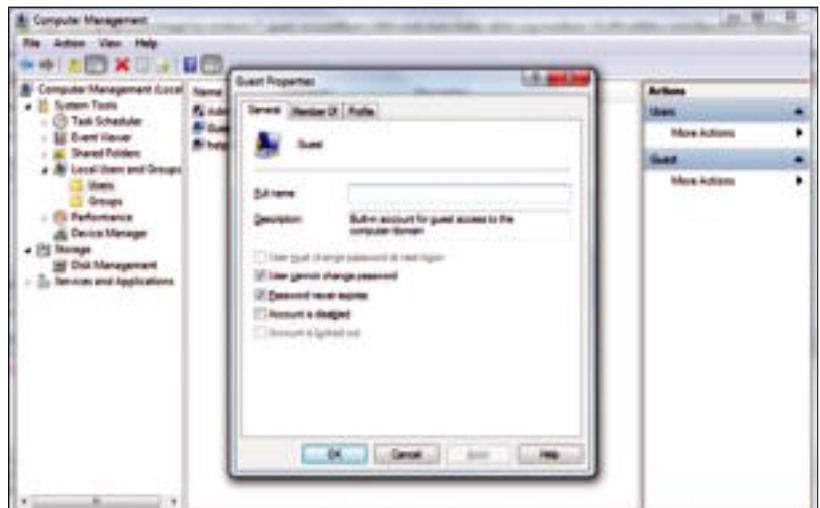 Computer Management
File Action View Help
Computer Management (Local
System Tools
Task Scheduler
Event Viewer
Shared Folders
Local Users and Groups
Users
Groups
Performance
Device Manager
Storage
Disk Management
Services and Applications
Name
Guest Properties
General Member Of Profile
Guest
Full name
Description: Built-in account for guest access to the
computer/domain
User must change password at next logon
User cannot change password
Password never expires
Account is disabled
Account is locked out
OK Cancel Apply Help
Actions
Users
More Actions
Guest
More Actions